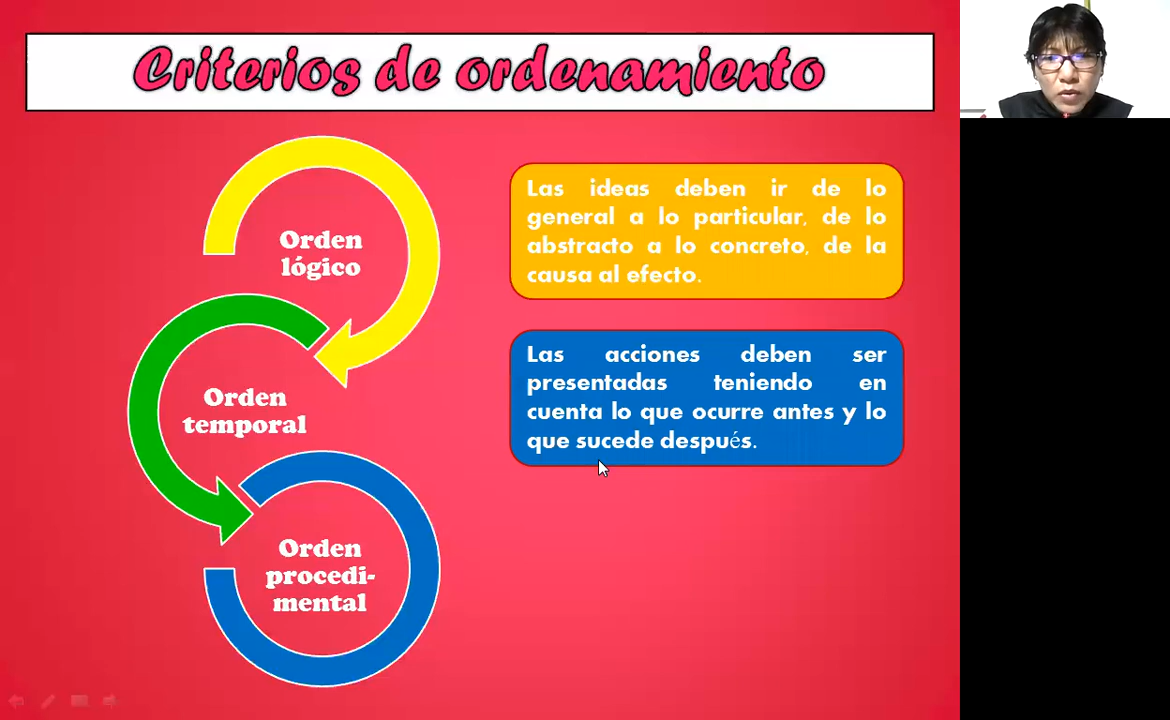 Criterios de ordenamiento
Orden
lógico
Las ideas deben ir de lo
general a lo particular, de lo
abstracto a lo concreto, de la
causa al efecto.
Orden
temporal
Las acciones deben ser
presentadas teniendo en
cuenta lo que ocurre antes y lo
que sucede después.
Orden
procedi-
mental